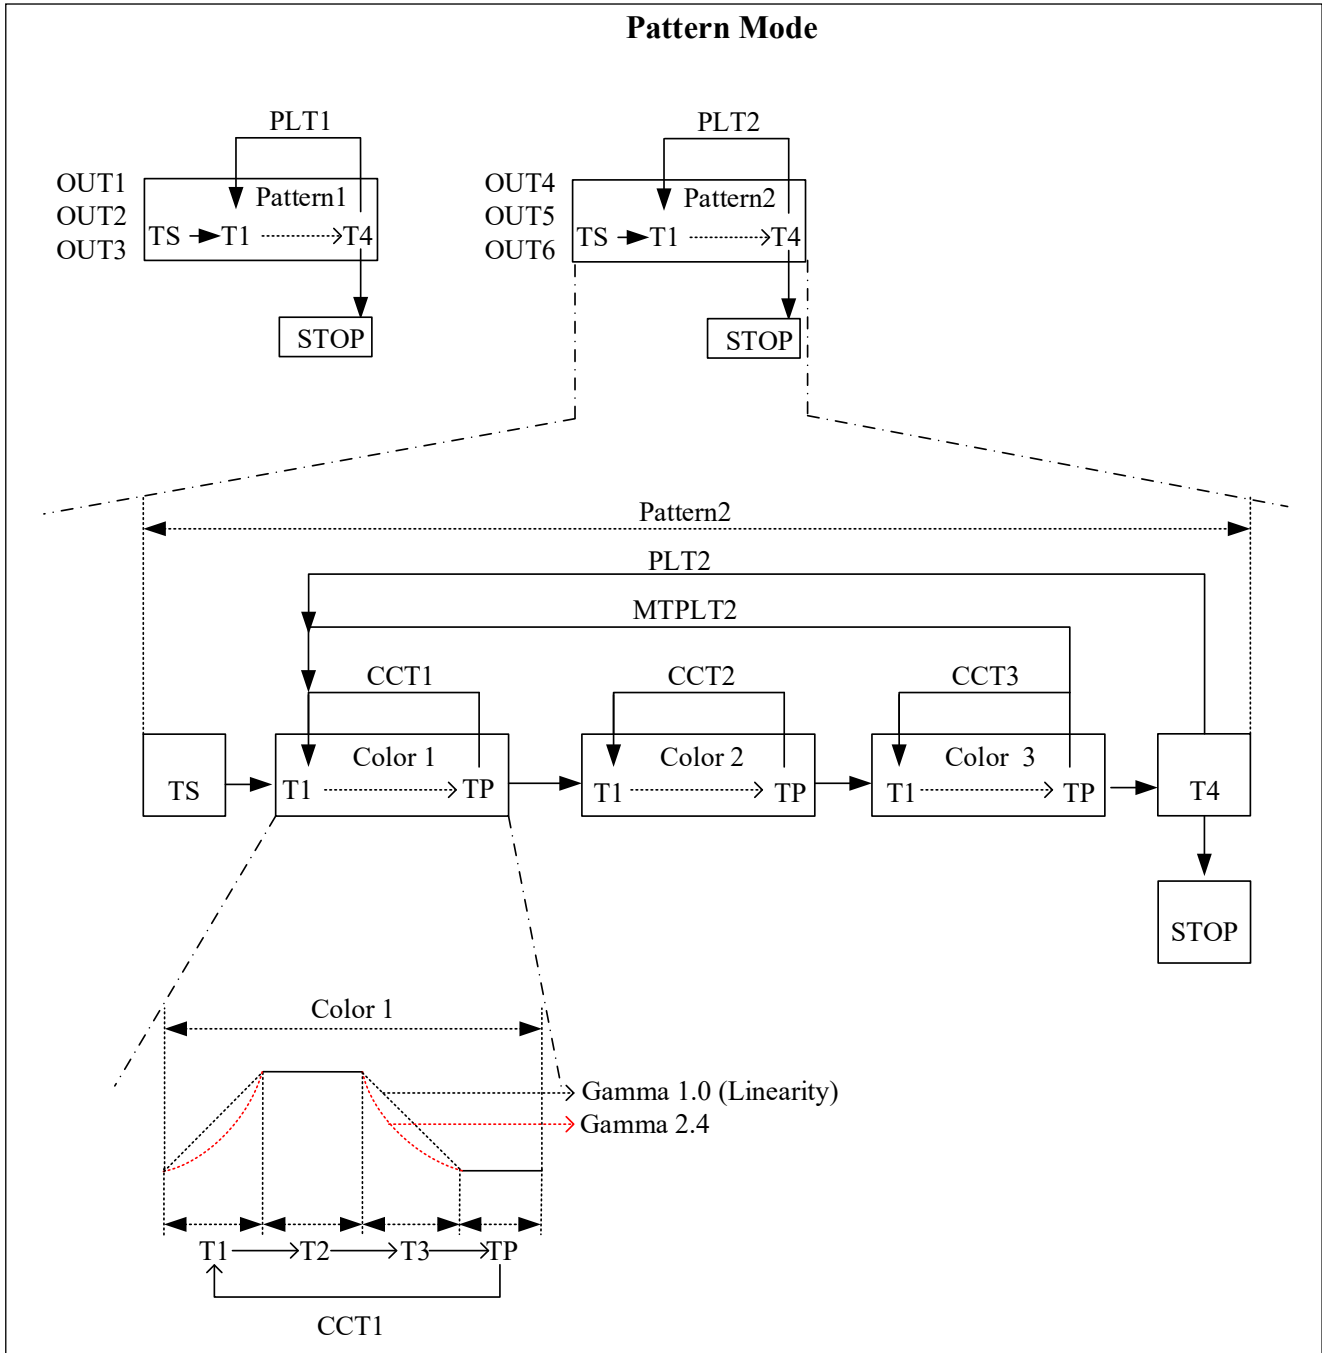 Pattern Mode
PLT1
OUT1
OUT2
OUT3
Pattern1
TS T1 T4
STOP
PLT2
OUT4
OUT5
OUT6
Pattern2
TS T1 T4
STOP
Pattern2
PLT2
MTPLT2
CCT1 CCT2 CCT3
Color 1 Color 2 Color 3
TS T1 TP T1 TP T1 TP T4
STOP
Color 1
Gamma 1.0 (Linearity)
Gamma 2.4
T1 T2 T3 TP
CCT1